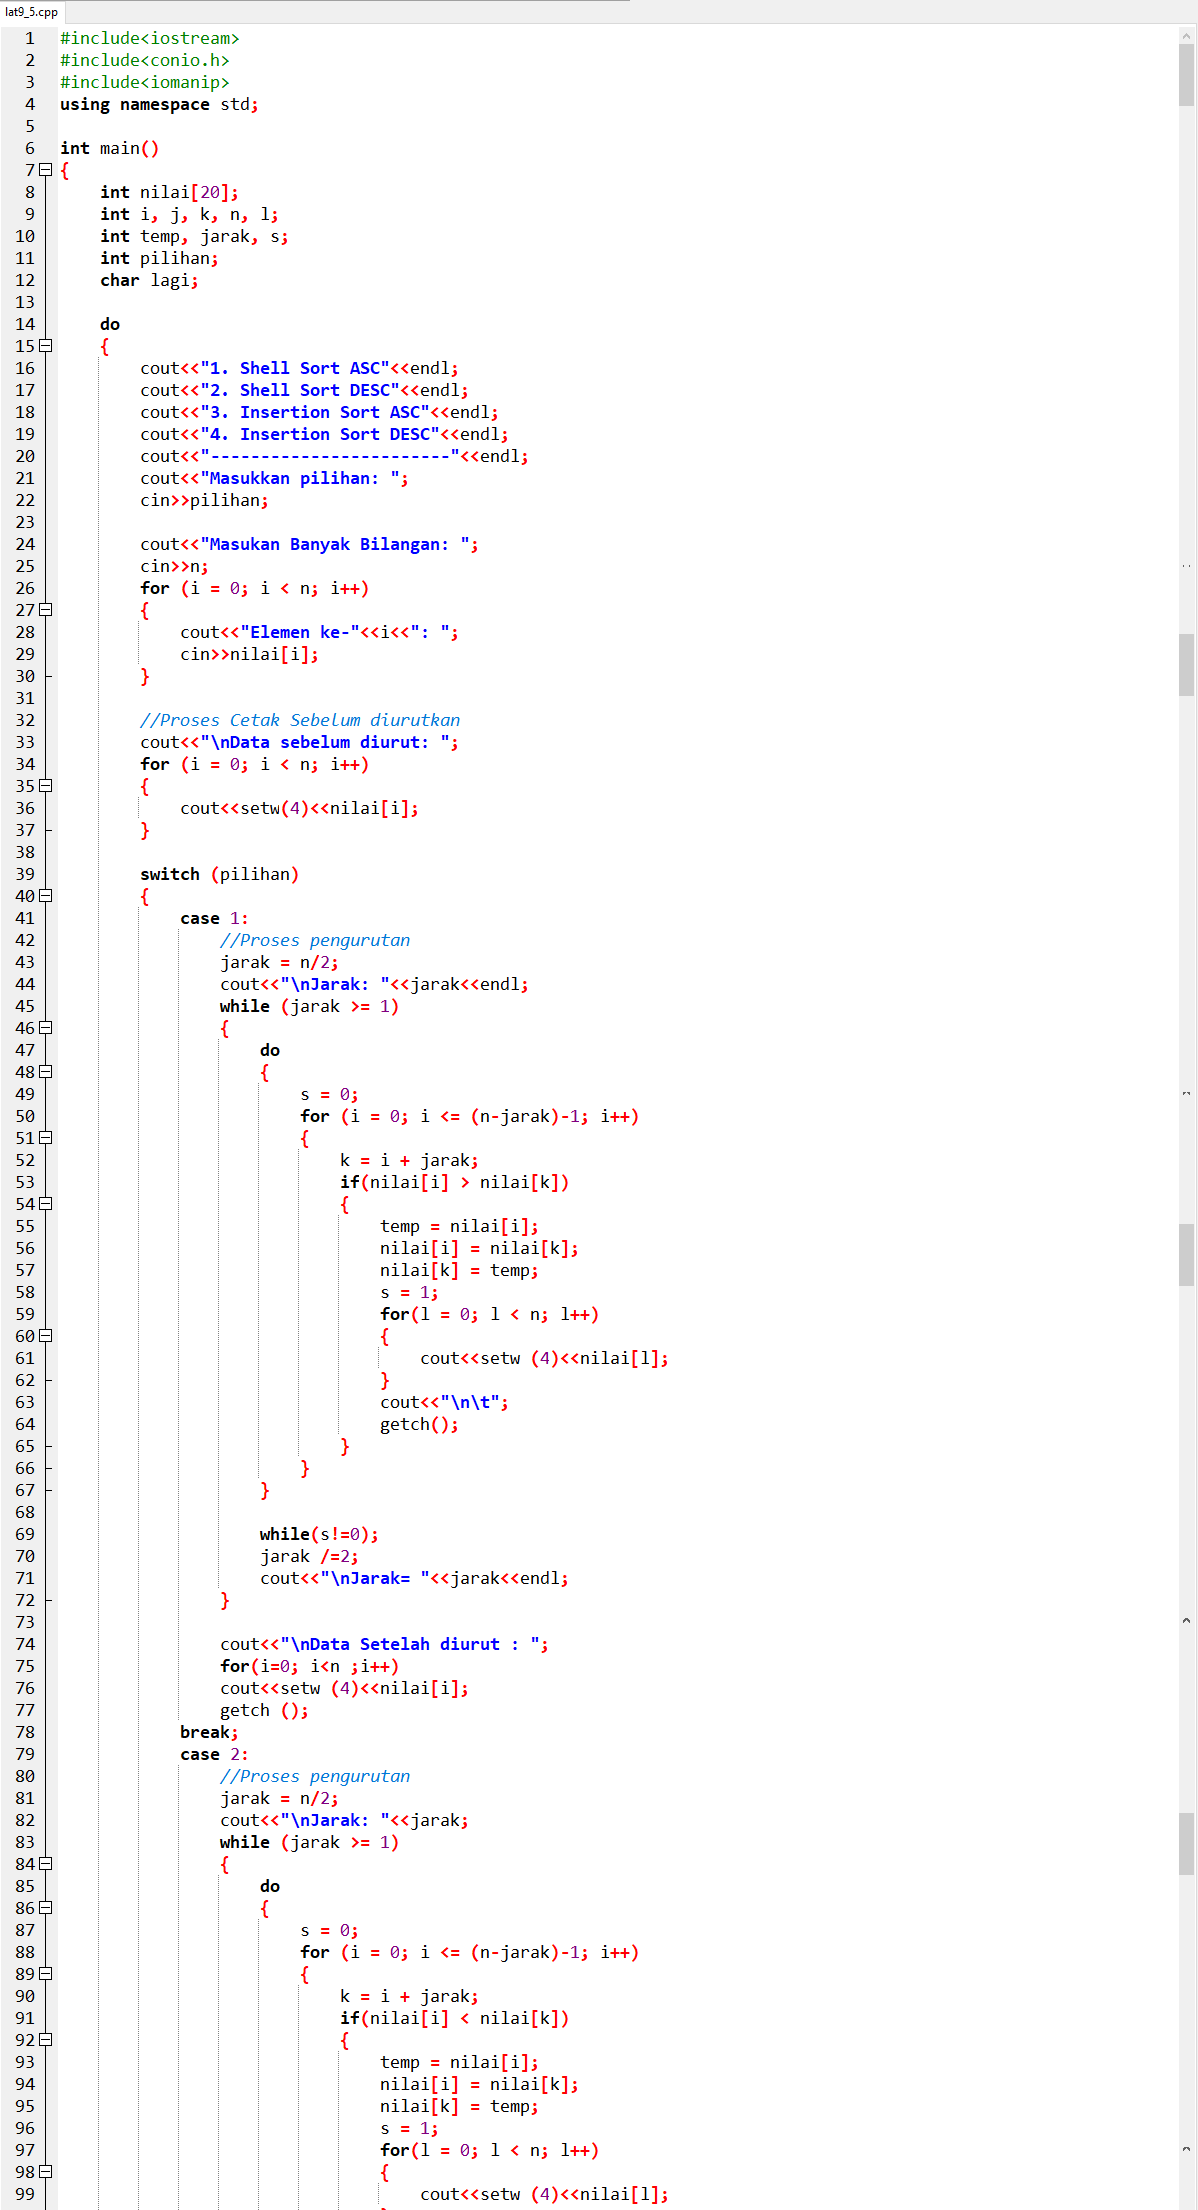 lat9_5.cpp
1 #include<iostream>
2 #include<conio.h>
3 #include<iomanip>
4 using namespace std;
5
6 int main()
7 {
8 int nilai[20];
9 int i, j, k, n, l;
10 int temp, jarak, s;
11 int pilihan;
12 char lagi;
13
14 do
15 {
16 cout<<"1. Shell Sort ASC"<<endl;
17 cout<<"2. Shell Sort DESC"<<endl;
18 cout<<"3. Insertion Sort ASC"<<endl;
19 cout<<"4. Insertion Sort DESC"<<endl;
20 cout<<"------------------------"<<endl;
21 cout<<"Masukkan pilihan: ";
22 cin>>pilihan;
23
24 cout<<"Masukan Banyak Bilangan: ";
25 cin>>n;
26 for (i = 0; i < n; i++)
27 {
28 cout<<"Elemen ke-"<<i<<": ";
29 cin>>nilai[i];
30 }
31
32 //Proses Cetak Sebelum diurutkan
33 cout<<"\nData sebelum diurut: ";
34 for (i = 0; i < n; i++)
35 {
36 cout<<setw(4)<<nilai[i];
37 }
38
39 switch (pilihan)
40 {
41 case 1:
42 //Proses pengurutan
43 jarak = n/2;
44 cout<<"\nJarak: "<<jarak<<endl;
45 while (jarak >= 1)
46 {
47 do
48 {
49 s = 0;
50 for (i = 0; i <= (n-jarak)-1; i++)
51 {
52 k = i + jarak;
53 if(nilai[i] > nilai[k])
54 {
55 temp = nilai[i];
56 nilai[i] = nilai[k];
57 nilai[k] = temp;
58 s = 1;
59 for(l = 0; l < n; l++)
60 {
61 cout<<setw (4)<<nilai[l];
62 }
63 cout<<"\n\t";
64 getch();
65 }
66 }
67 }
68
69 while(s!=0);
70 jarak /=2;
71 cout<<"\nJarak= "<<jarak<<endl;
72 }
73
74 cout<<"\nData Setelah diurut : ";
75 for(i=0; i<n ;i++)
76 cout<<setw (4)<<nilai[i];
77 getch ();
78 break;
79 case 2:
80 //Proses pengurutan
81 jarak = n/2;
82 cout<<"\nJarak: "<<jarak;
83 while (jarak >= 1)
84 {
85 do
86 {
87 s = 0;
88 for (i = 0; i <= (n-jarak)-1; i++)
89 {
90 k = i + jarak;
91 if(nilai[i] < nilai[k])
92 {
93 temp = nilai[i];
94 nilai[i] = nilai[k];
95 nilai[k] = temp;
96 s = 1;
97 for(l = 0; l < n; l++)
98 {
99 cout<<setw (4)<<nilai[l];